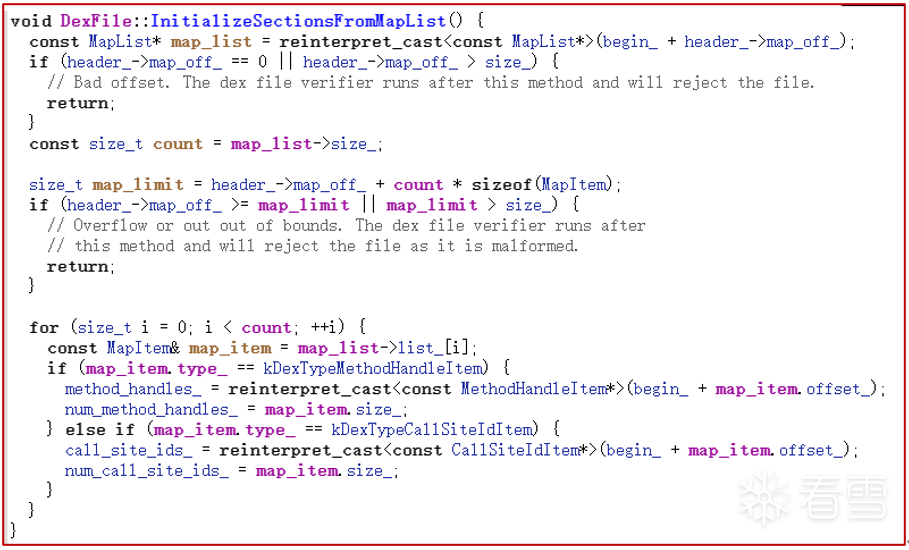 void DexFile::InitializeSectionsFromMapList() {
  const MapList* map_list = reinterpret_cast<const MapList*>(begin_ + header_->map_off_);
  if (header_->map_off_ == 0 || header_->map_off_ > size_) {
    // Bad offset. The dex file verifier runs after this method and will reject the file.
    return;
  }
  const size_t count = map_list->size_;

  size_t map_limit = header_->map_off_ + count * sizeof(MapItem);
  if (header_->map_off_ >= map_limit || map_limit > size_) {
    // Overflow or out out of bounds. The dex file verifier runs after
    // this method and will reject the file as it is malformed.
    return;
  }

  for (size_t i = 0; i < count; ++i) {
    const MapItem& map_item = map_list->list_[i];
    if (map_item.type_ == kDexTypeMethodHandleItem) {
      method_handles_ = reinterpret_cast<const MethodHandleItem*>(begin_ + map_item.offset_);
      num_method_handles_ = map_item.size_;
    } else if (map_item.type_ == kDexTypeCallSiteIdItem) {
      call_site_ids_ = reinterpret_cast<const CallSiteIdItem*>(begin_ + map_item.offset_);
      num_call_site_ids_ = map_item.size_;
    }
  }
}
看雪